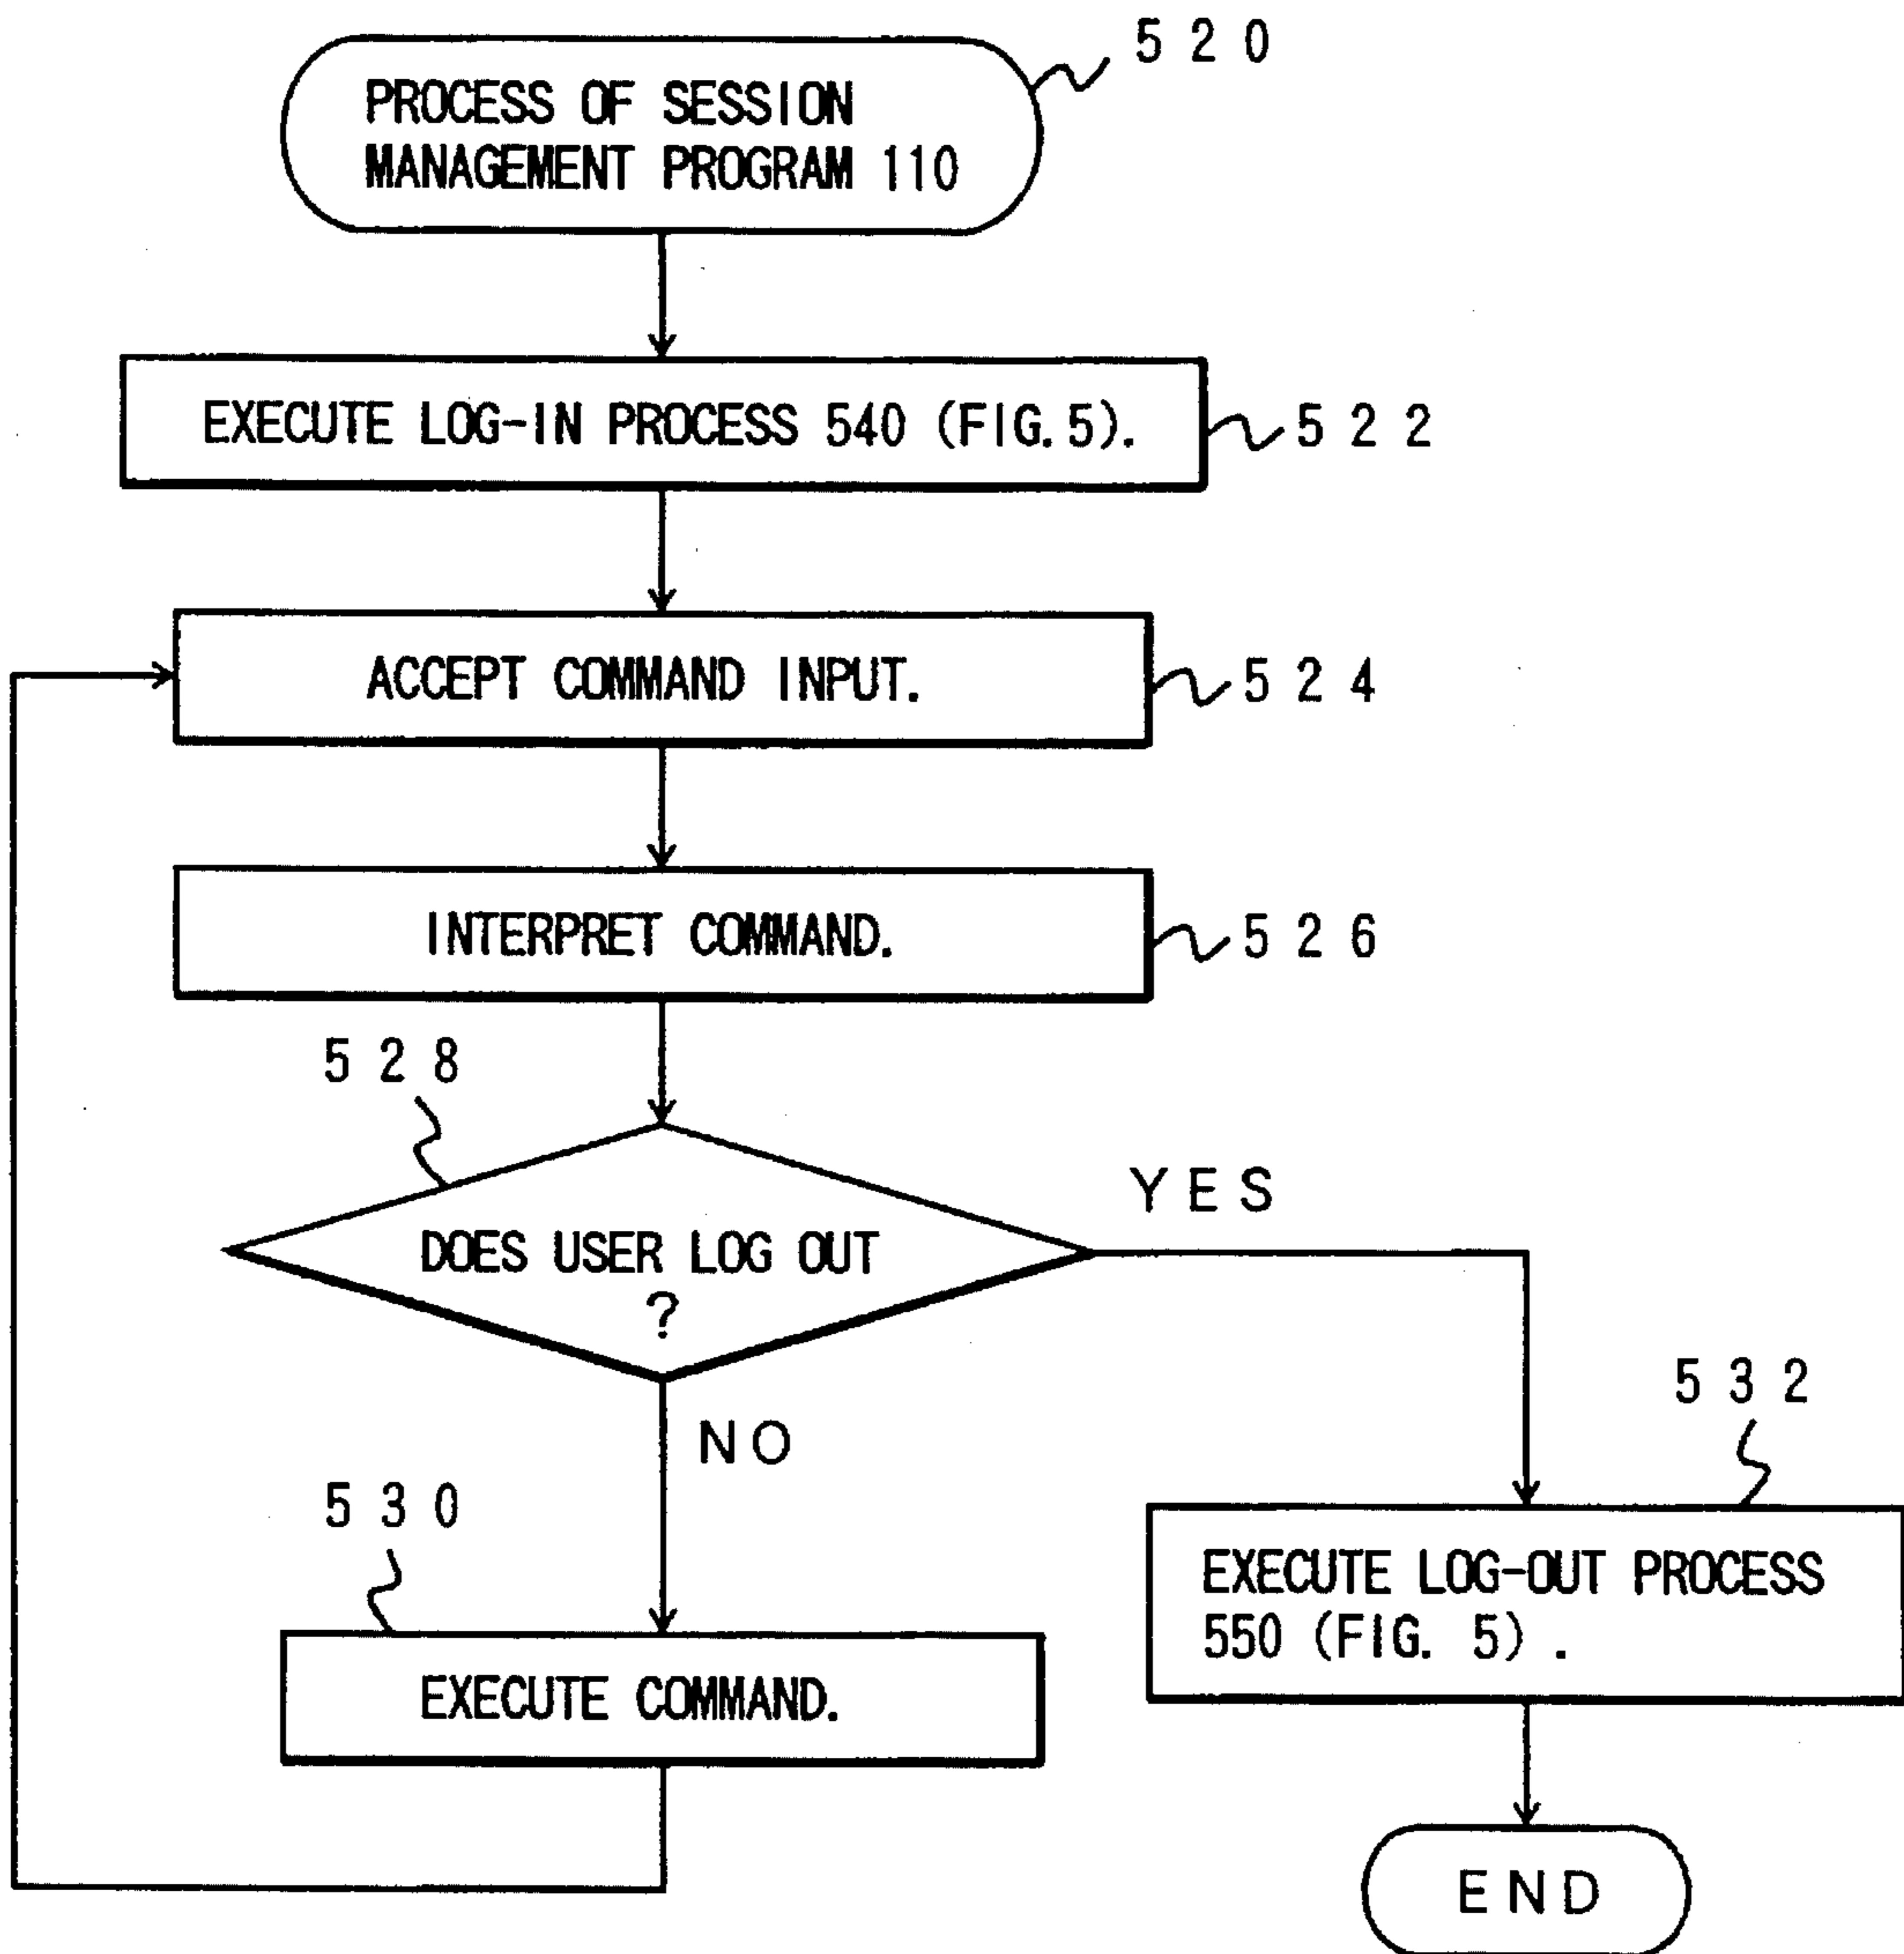 520
PROCESS OF SESSION
MANAGEMENT PROGRAM 110
EXECUTE LOG-IN PROCESS 540 (FIG. 5).
522
ACCEPT COMMAND INPUT.
524
INTERPRET COMMAND.
526
528
DOES USER LOG OUT
?
YES
NO
530
EXECUTE COMMAND.
532
EXECUTE LOG-OUT PROCESS
550 (FIG. 5) .
END